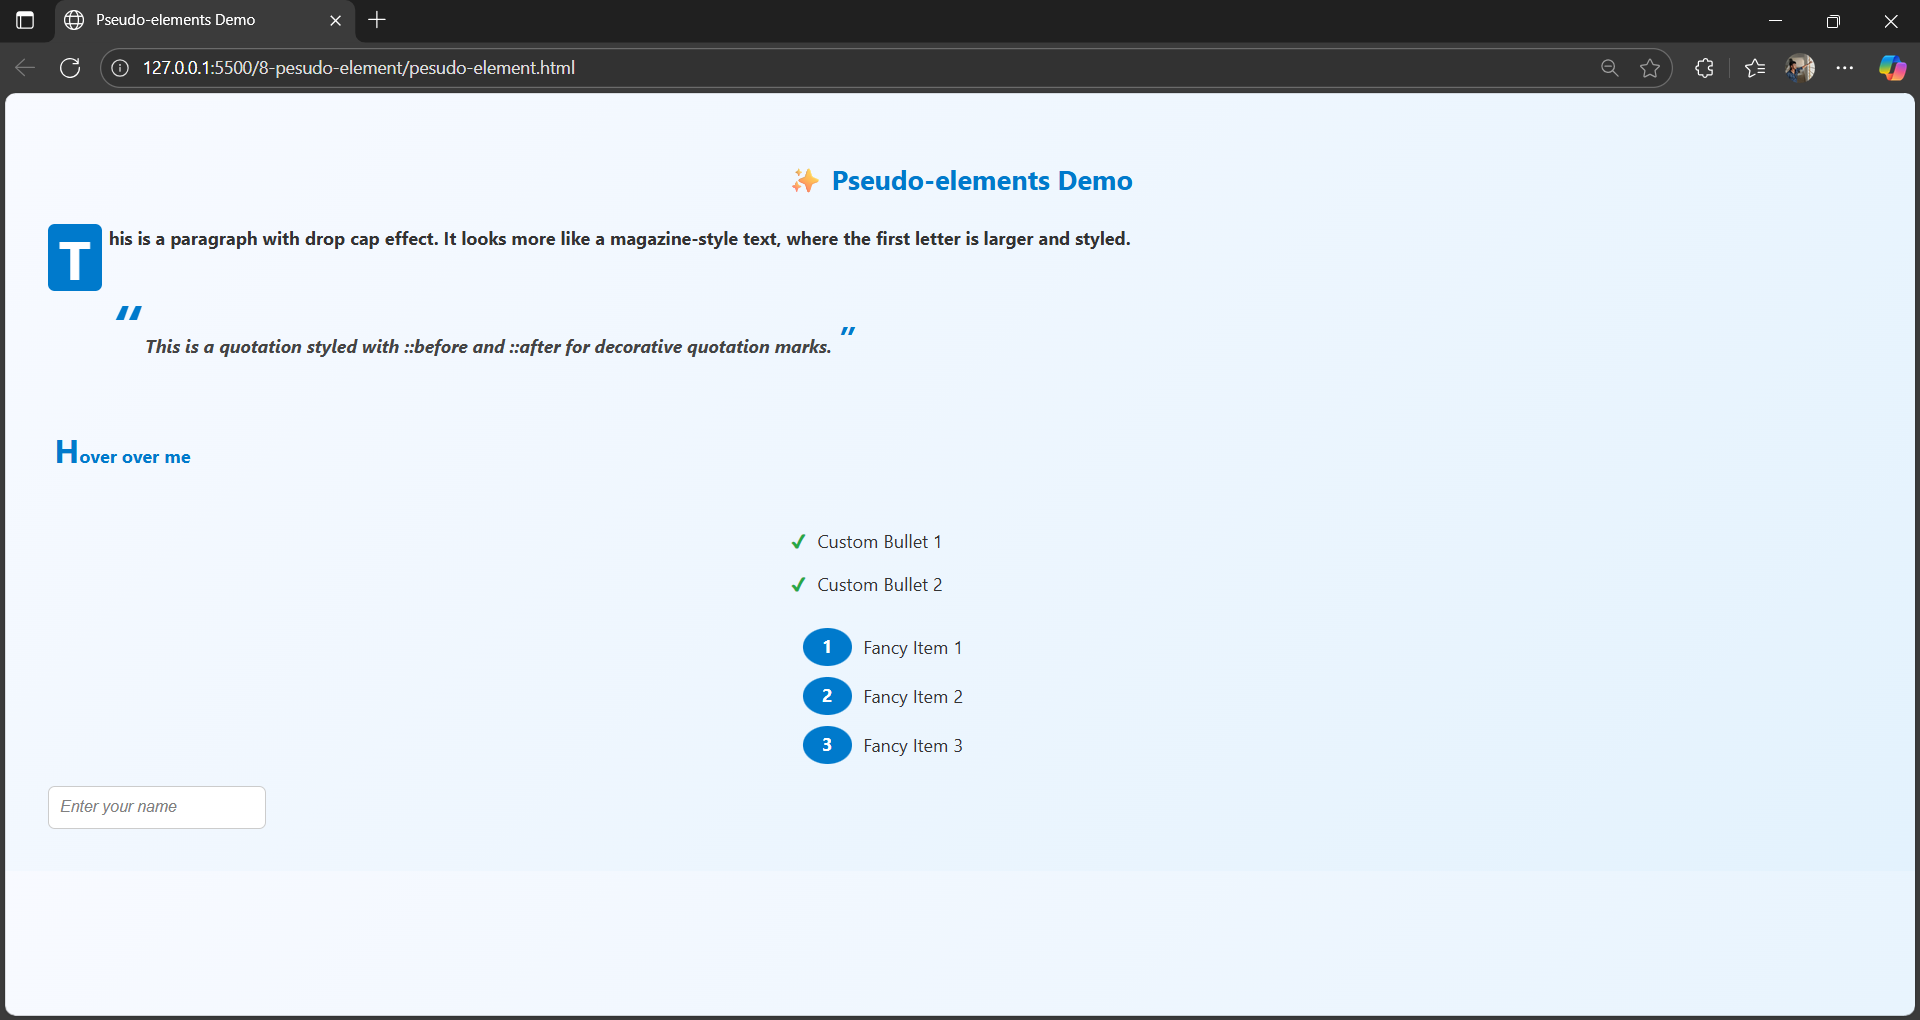 Pseudo-elements Demo
127.0.0.1:5500/8-pesudo-element/pesudo-element.html
✨ Pseudo-elements Demo
This is a paragraph with drop cap effect. It looks more like a magazine-style text, where the first letter is larger and styled.
“This is a quotation styled with ::before and ::after for decorative quotation marks.”
Hover over me
✔ Custom Bullet 1
✔ Custom Bullet 2
1 Fancy Item 1
2 Fancy Item 2
3 Fancy Item 3
Enter your name